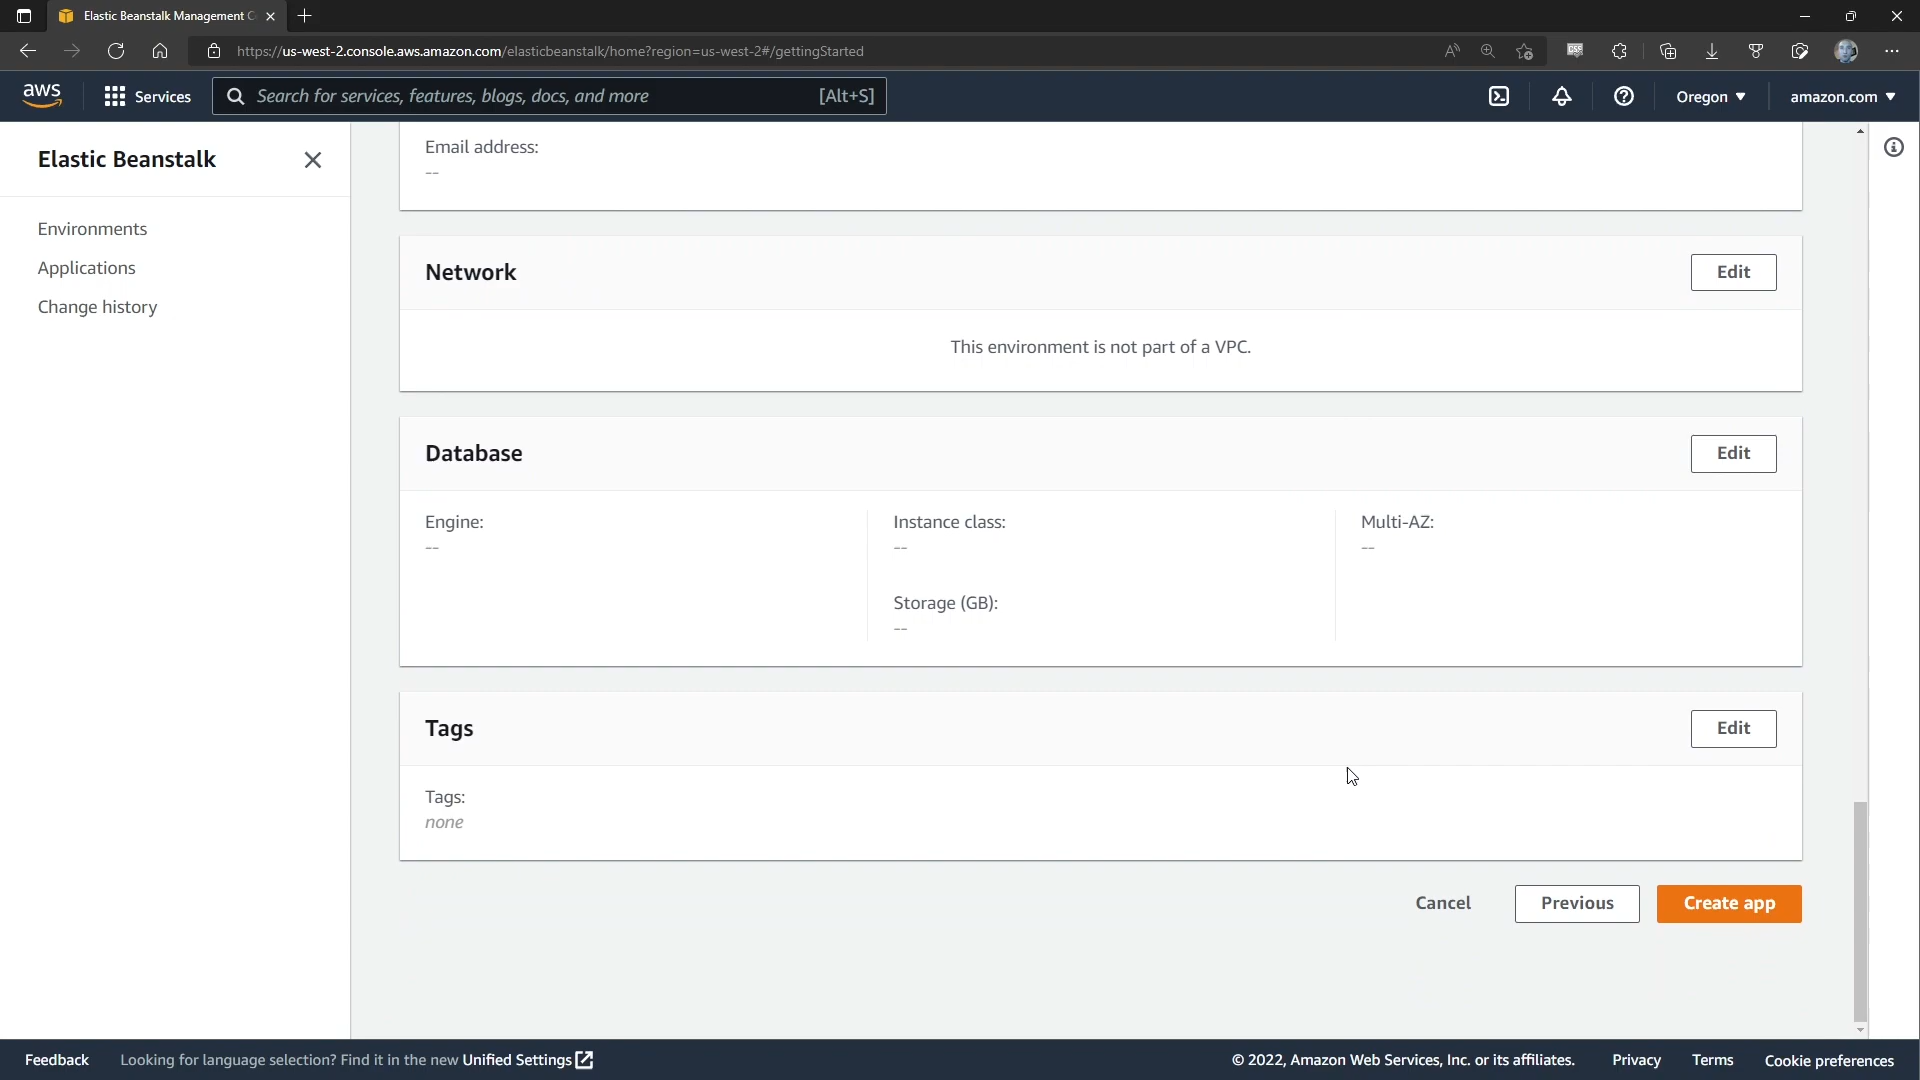 Elastic Beanstalk Management C
https://us-west-2.console.aws.amazon.com/elasticbeanstalk/home?region=us-west-2#/gettingStarted
aws
Services
Search for services, features, blogs, docs, and more
[Alt+S]
Oregon
amazon.com
Elastic Beanstalk
Environments
Applications
Change history
Email address:
--
Network
Edit
This environment is not part of a VPC.
Database
Edit
Engine:
--
Instance class:
--
Storage (GB):
--
Multi-AZ:
--
Tags
Edit
Tags:
none
Cancel
Previous
Create app
Feedback
Looking for language selection? Find it in the new Unified Settings
© 2022, Amazon Web Services, Inc. or its affiliates.
Privacy
Terms
Cookie preferences